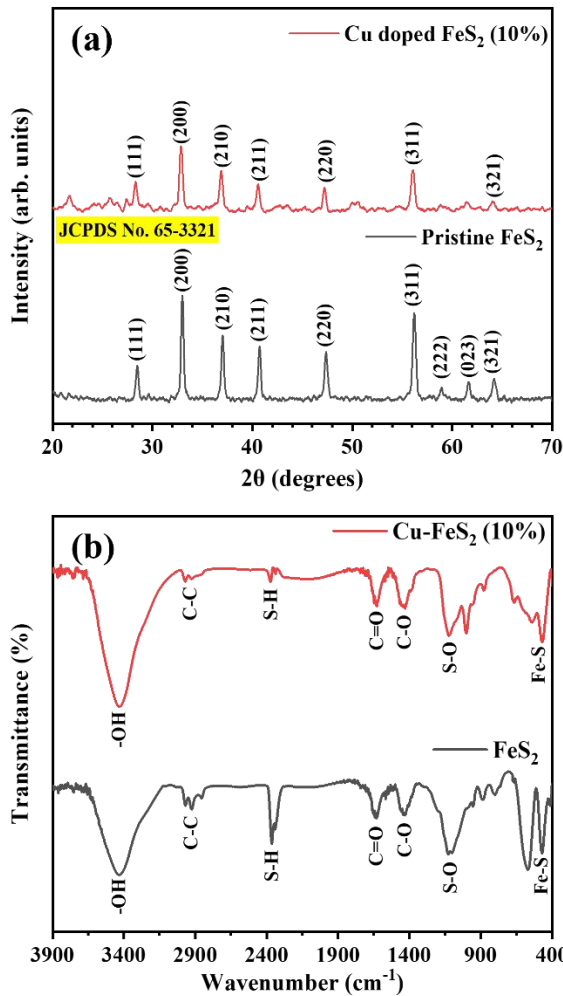 (a)
Cu doped FeS₂ (10%)
(111)
(200)
(210)
(211)
(220)
(311)
(321)
JCPDS No. 65-3321
Pristine FeS₂
(111)
(200)
(210)
(211)
(220)
(311)
(222)
(023)
(321)
Intensity (arb. units)
20 30 40 50 60 70
2θ (degrees)
(b)
Cu-FeS₂ (10%)
-OH
C-C
S-H
C=O
C-O
S-O
Fe-S
FeS₂
-OH
C-C
S-H
C=O
C-O
S-O
Fe-S
Transmittance (%)
3900 3400 2900 2400 1900 1400 900 400
Wavenumber (cm⁻¹)